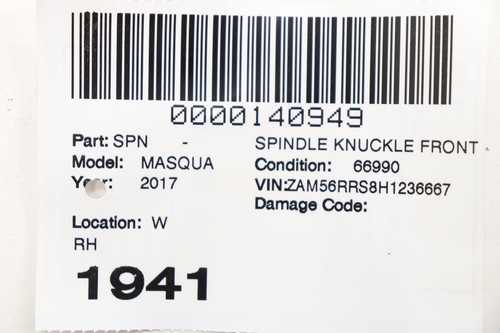 0000140949
Part: SPN - SPINDLE KNUCKLE FRONT
Model: MASQUA Condition: 66990
Year: 2017 VIN:ZAM56RRS8H1236667
Damage Code:
Location: W
RH
1941